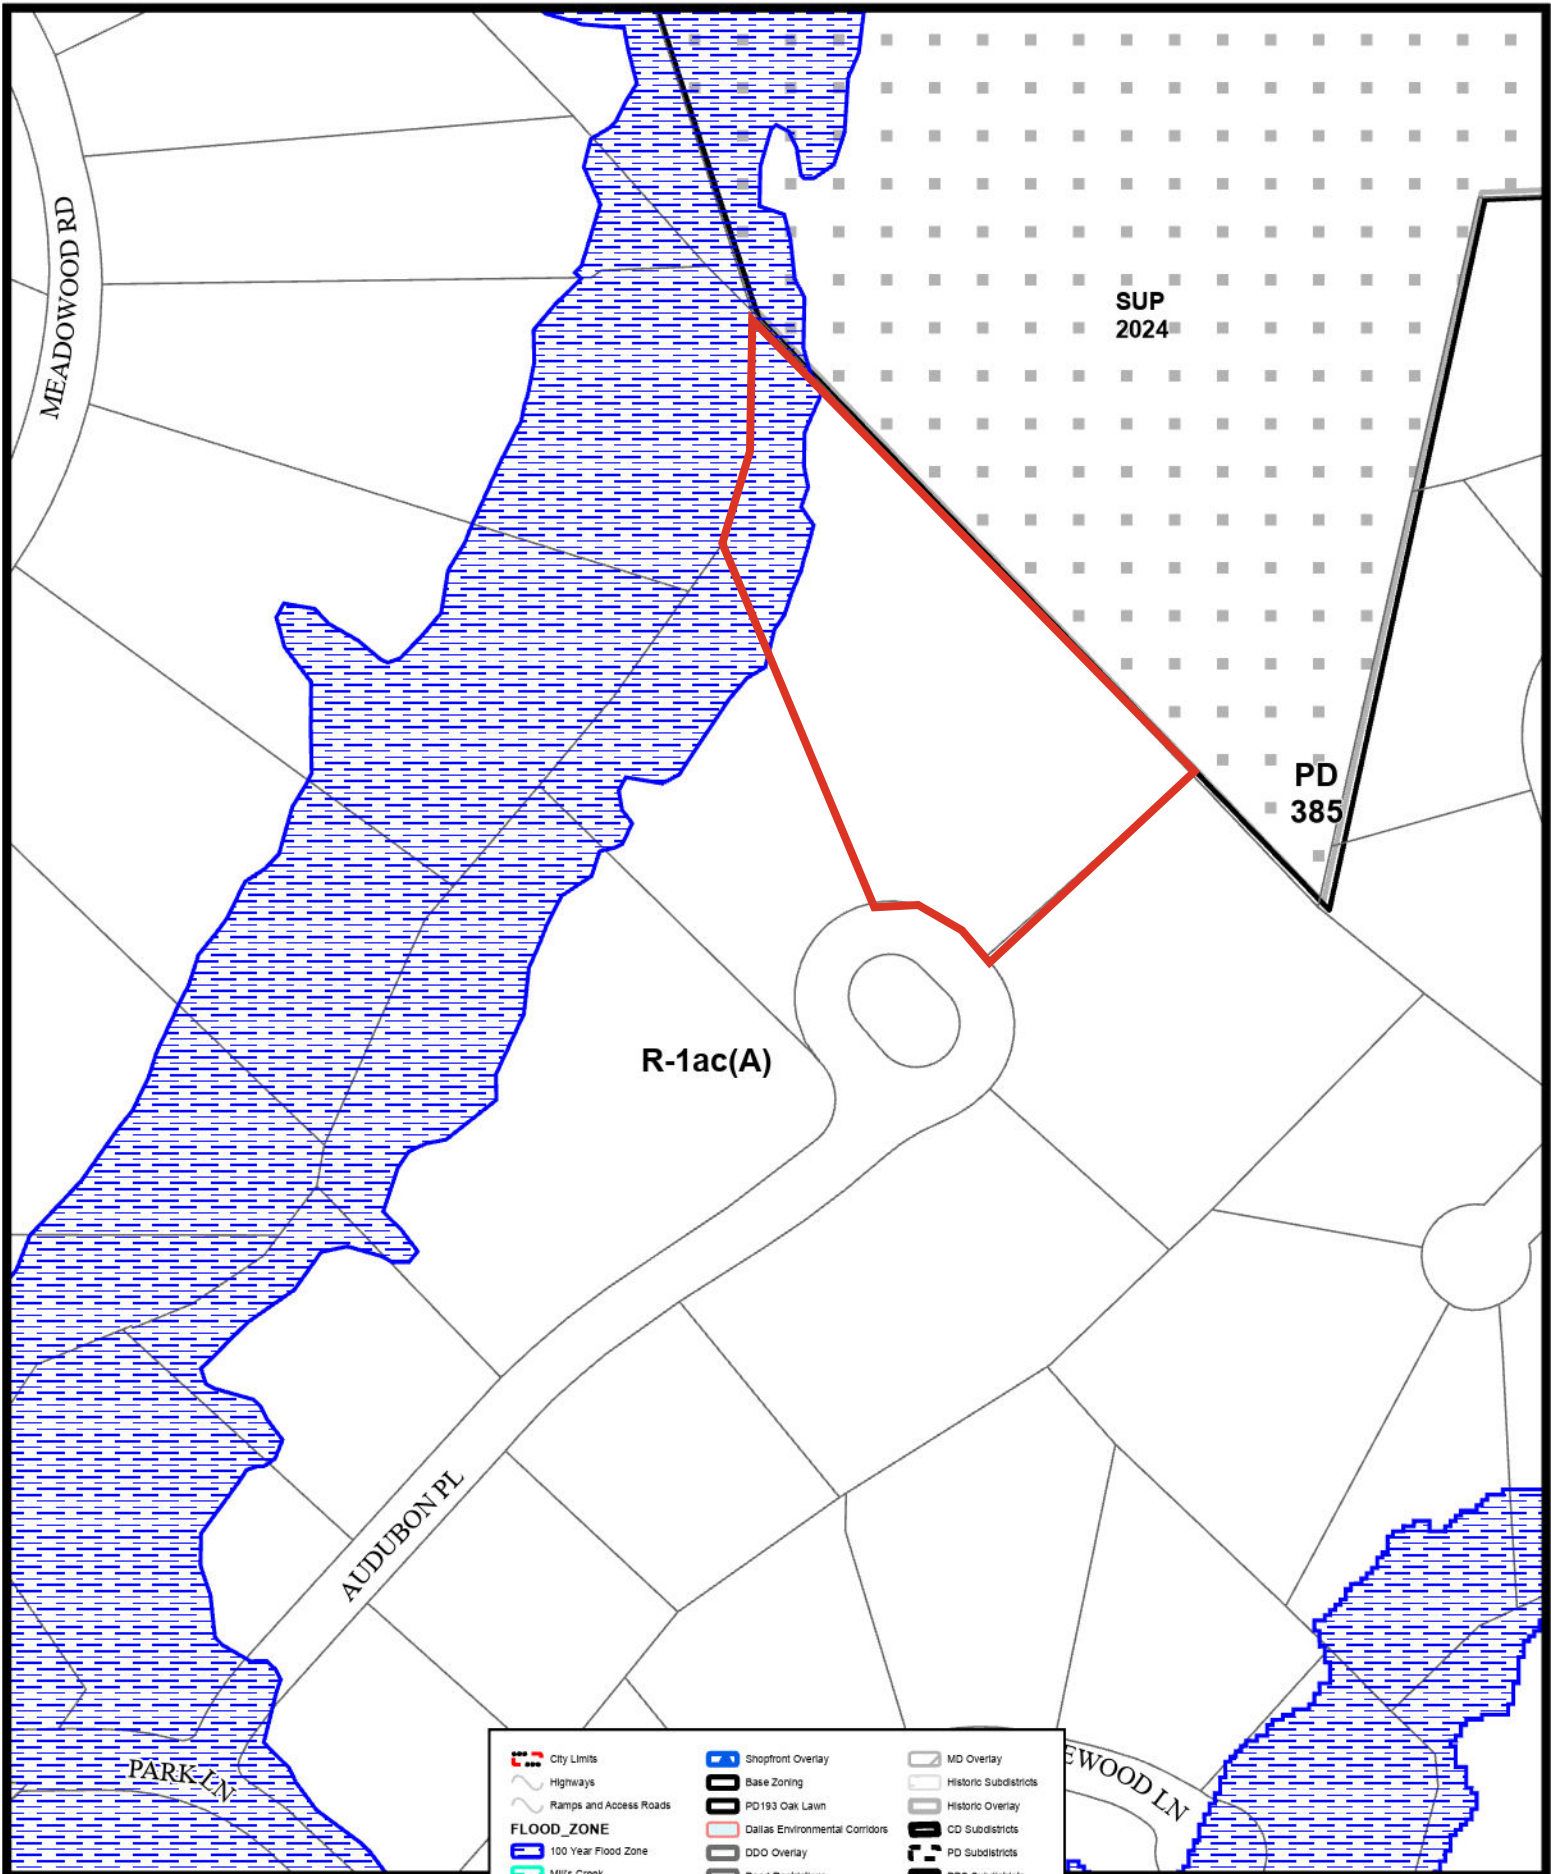 MEADOWOOD RD
SUP
2024
PD
385
R-1ac(A)
AUDUBON PL
PARK LN
EWOOD LN
City Limits
Highways
Ramps and Access Roads
FLOOD_ZONE
100 Year Flood Zone
Mill's Creek
Shopfront Overlay
Base Zoning
PD193 Oak Lawn
Dallas Environmental Corridors
DDO Overlay
MD Overlay
Historic Subdistricts
Historic Overlay
CD Subdistricts
PD Subdistricts